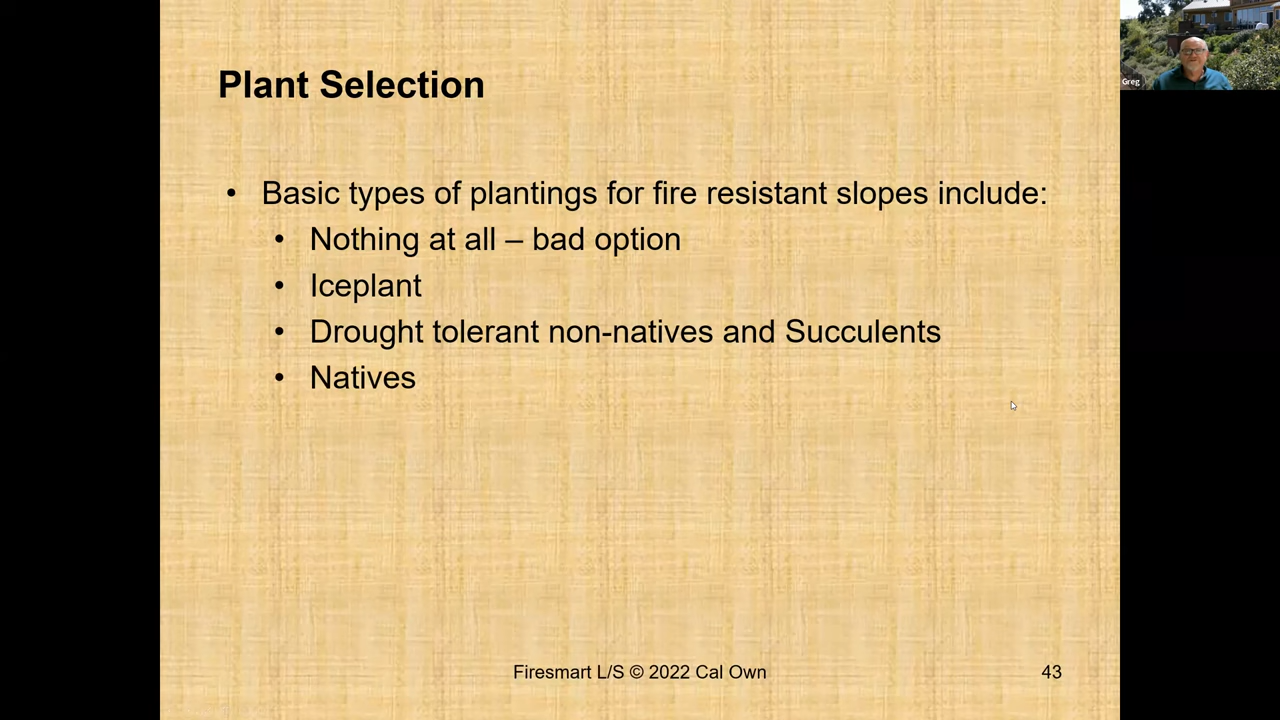 Plant Selection
• Basic types of plantings for fire resistant slopes include:
• Nothing at all – bad option
• Iceplant
• Drought tolerant non-natives and Succulents
• Natives
Firesmart L/S © 2022 Cal Own
43
Greg